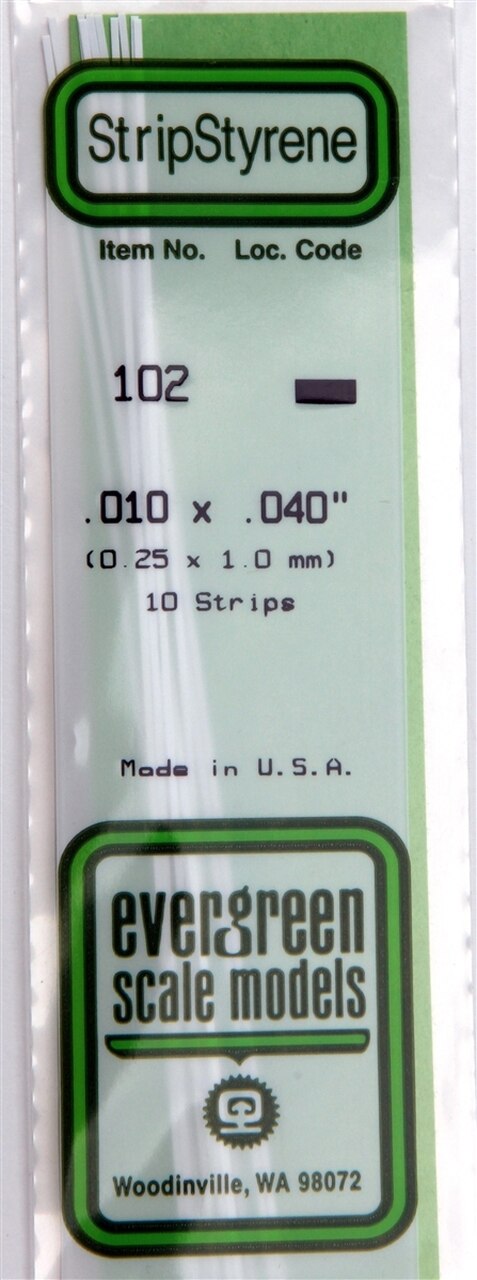 StripStyrene
Item No. Loc. Code
102
.010 x .040"
(0.25 x 1.0 mm)
10 Strips
Made in U.S.A.
evergreen
scale models
Woodinville, WA 98072